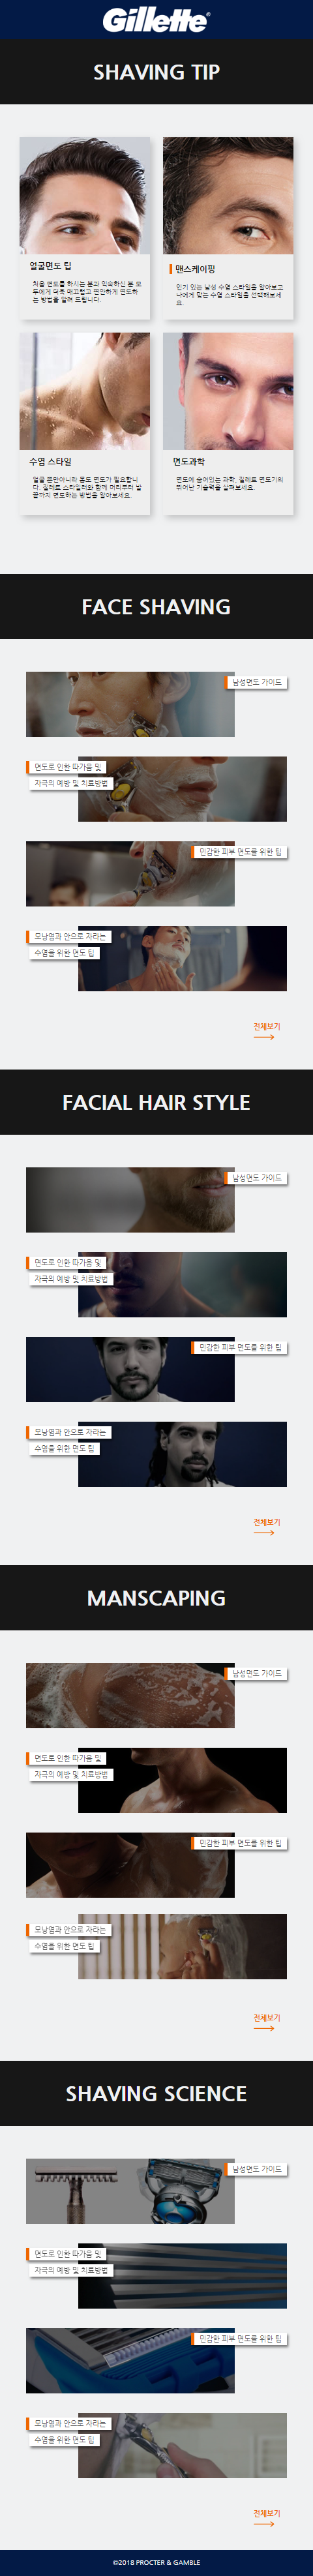 Gillette®
SHAVING TIP
얼굴면도 팁
처음 면도를 하시는 분과 익숙하신 분 모
두에게 더욱 매끄럽고 편안하게 면도하
는 방법을 알려 드립니다.
맨스케이핑
인기 있는 남성 수염 스타일을 알아보고
나에게 맞는 수염 스타일을 선택해보세
요.
수염 스타일
얼굴 뿐만아니라 몸도 면도가 필요합니
다. 질레트 스타일러와 함께 머리부터 발
끝까지 면도하는 방법을 알아보세요.
면도과학
면도에 숨어있는 과학, 질레트 면도기의
뛰어난 기술력을 살펴보세요.
FACE SHAVING
남성면도 가이드
면도로 인한 따가움 및
자극의 예방 및 치료방법
민감한 피부 면도를 위한 팁
모낭염과 안으로 자라는
수염을 위한 면도 팁
전체보기
FACIAL HAIR STYLE
남성면도 가이드
면도로 인한 따가움 및
자극의 예방 및 치료방법
민감한 피부 면도를 위한 팁
모낭염과 안으로 자라는
수염을 위한 면도 팁
전체보기
MANSCAPING
남성면도 가이드
면도로 인한 따가움 및
자극의 예방 및 치료방법
민감한 피부 면도를 위한 팁
모낭염과 안으로 자라는
수염을 위한 면도 팁
전체보기
SHAVING SCIENCE
남성면도 가이드
면도로 인한 따가움 및
자극의 예방 및 치료방법
민감한 피부 면도를 위한 팁
모낭염과 안으로 자라는
수염을 위한 면도 팁
전체보기
©2018 PROCTER & GAMBLE